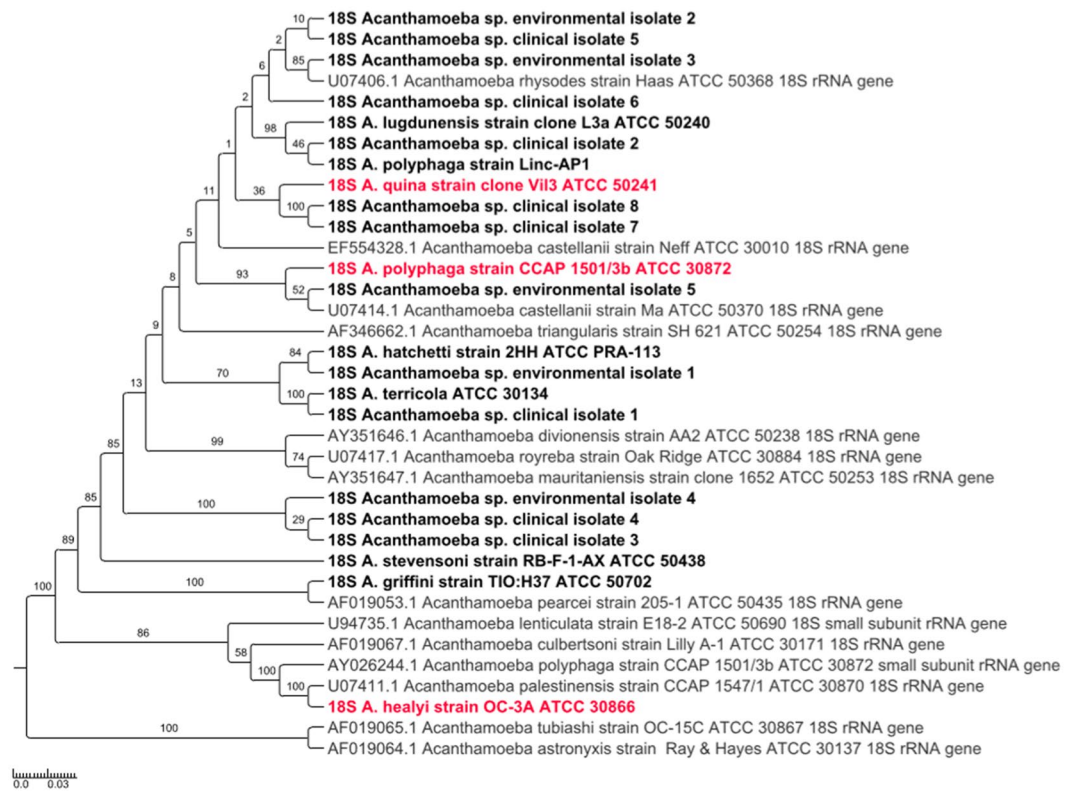 10
18S Acanthamoeba sp. environmental isolate 2
2
18S Acanthamoeba sp. clinical isolate 5
85
18S Acanthamoeba sp. environmental isolate 3
6
U07406.1 Acanthamoeba rhysodes strain Haas ATCC 50368 18S rRNA gene
2
18S Acanthamoeba sp. clinical isolate 6
98
18S A. lugdunensis strain clone L3a ATCC 50240
46
18S Acanthamoeba sp. clinical isolate 2
1
18S A. polyphaga strain Linc-AP1
36
18S A. quina strain clone Vil3 ATCC 50241
11
100
18S Acanthamoeba sp. clinical isolate 8
18S Acanthamoeba sp. clinical isolate 7
5
EF554328.1 Acanthamoeba castellanii strain Neff ATCC 30010 18S rRNA gene
93
18S A. polyphaga strain CCAP 1501/3b ATCC 30872
8
52
18S Acanthamoeba sp. environmental isolate 5
U07414.1 Acanthamoeba castellanii strain Ma ATCC 50370 18S rRNA gene
9
AF346662.1 Acanthamoeba triangularis strain SH 621 ATCC 50254 18S rRNA gene
84
18S A. hatchetti strain 2HH ATCC PRA-113
70
18S Acanthamoeba sp. environmental isolate 1
13
100
18S A. terricola ATCC 30134
18S Acanthamoeba sp. clinical isolate 1
99
AY351646.1 Acanthamoeba divionensis strain AA2 ATCC 50238 18S rRNA gene
85
74
U07417.1 Acanthamoeba royreba strain Oak Ridge ATCC 30884 18S rRNA gene
AY351647.1 Acanthamoeba mauritaniensis strain clone 1652 ATCC 50253 18S rRNA gene
85
100
18S Acanthamoeba sp. environmental isolate 4
29
18S Acanthamoeba sp. clinical isolate 4
89
18S Acanthamoeba sp. clinical isolate 3
18S A. stevensoni strain RB-F-1-AX ATCC 50438
100
100
18S A. griffini strain TIO:H37 ATCC 50702
AF019053.1 Acanthamoeba pearcei strain 205-1 ATCC 50435 18S rRNA gene
86
U94735.1 Acanthamoeba lenticulata strain E18-2 ATCC 50690 18S small subunit rRNA gene
58
AF019067.1 Acanthamoeba culbertsoni strain Lilly A-1 ATCC 30171 18S rRNA gene
100
AY026244.1 Acanthamoeba polyphaga strain CCAP 1501/3b ATCC 30872 small subunit rRNA gene
100
U07411.1 Acanthamoeba palestinensis strain CCAP 1547/1 ATCC 30870 18S rRNA gene
18S A. healyi strain OC-3A ATCC 30866
100
AF019065.1 Acanthamoeba tubiashi strain OC-15C ATCC 30867 18S rRNA gene
AF019064.1 Acanthamoeba astronyxis strain Ray & Hayes ATCC 30137 18S rRNA gene
0.0 0.03